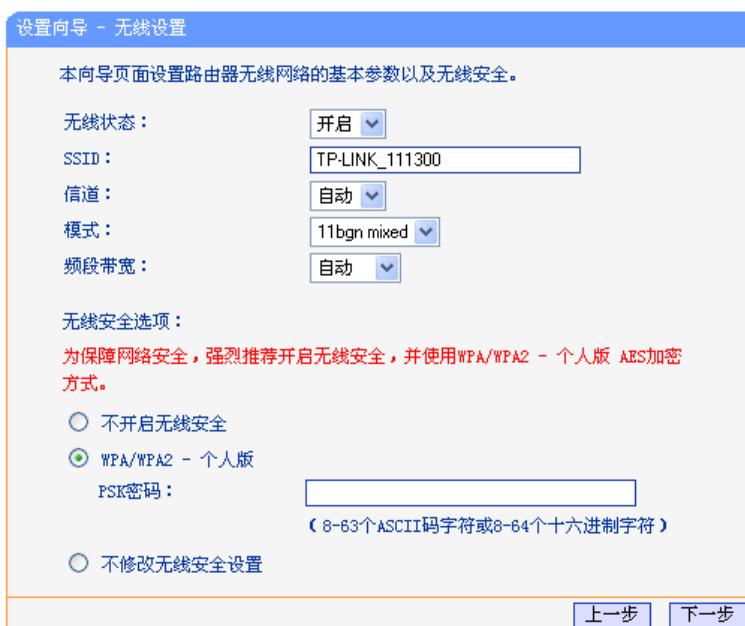 设置向导 - 无线设置
本向导页面设置路由器无线网络的基本参数以及无线安全。
无线状态： 开启
SSID： TP-LINK_111300
信道： 自动
模式： 11bgn mixed
频段带宽： 自动
无线安全选项：
为保障网络安全，强烈推荐开启无线安全，并使用WPA/WPA2 - 个人版 AES加密
方式。
不开启无线安全
WPA/WPA2 - 个人版
PSK密码：
（8-63个ASCII码字符或8-64个十六进制字符）
不修改无线安全设置
上一步 下一步